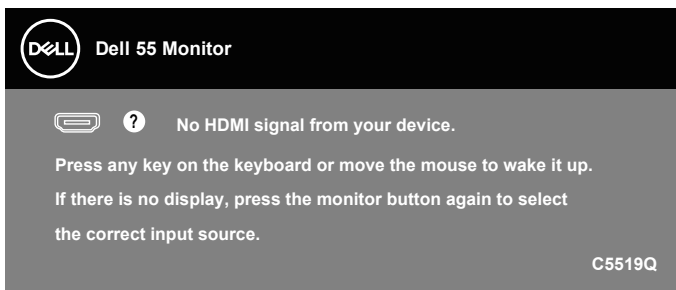 DELL Dell 55 Monitor
? No HDMI signal from your device.
Press any key on the keyboard or move the mouse to wake it up.
If there is no display, press the monitor button again to select
the correct input source.
C5519Q